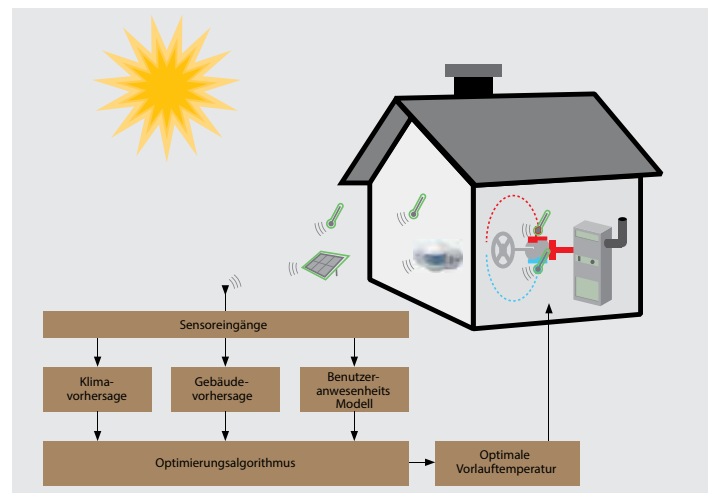 Sensoreingänge
Klima-
vorhersage
Gebäude-
vorhersage
Benutzer-
anwesenheits
Modell
Optimierungsalgorithmus
Optimale
Vorlauftemperatur